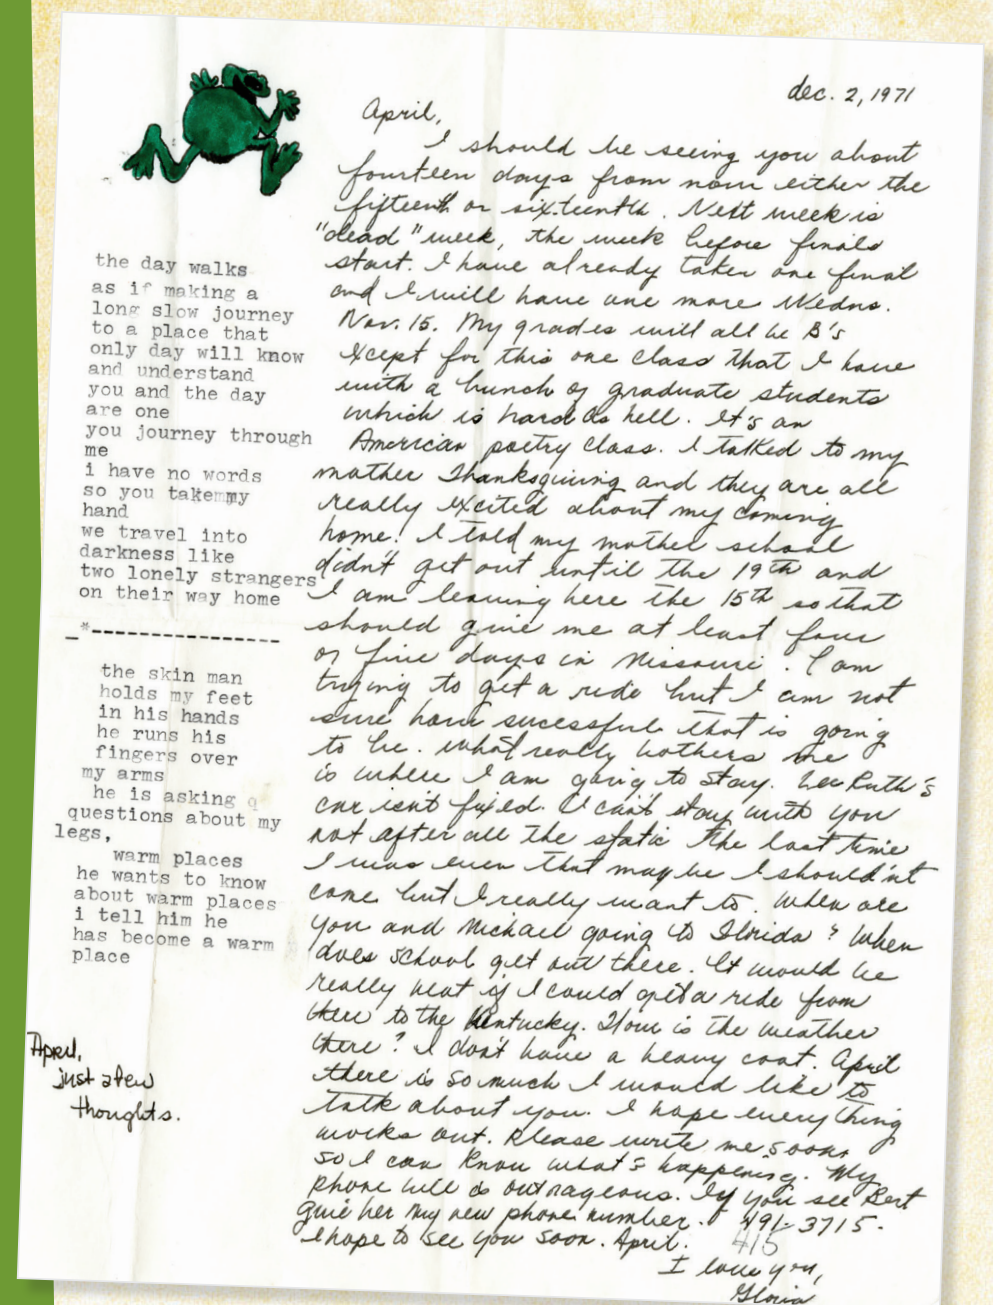 dec. 2, 1971
April,
I should be seeing you about
fourteen days from now either the
fifteenth or sixteenth. Next week is
"dead" week, the week before finals
start. I have already taken one final
and I will have one more Wedns.
Nov. 15. My grades will all be B's
except for this one class that I have
with a bunch of graduate students
which is hard as hell. It's an
American poetry class. I talked to my
mother Thanksgiving and they are all
really excited about my coming
home! I told my mother school
didn't get out until the 19th and
I am leaving here the 15th so that
should give me at least four
or five days in Missouri. I am
trying to get a ride but I am not
sure how sucessful that is going
to be. What really bothers me
is where I am going to stay. Lee Ruth's
car isn't fixed. I can't stay with you
not after all the static the last time
I was even that maybe I should'nt
come but I really want to. When are
you and Michael going to Florida? When
does school get out there. It would be
really neat if I could get a ride from
there to the Kentucky. How is the weather
there? I don't have a heavy coat. April
there is so much I would like to
talk about you. I hope every thing
works out. Please write me soon,
so I can know what's happening. My
phone bill is outrageous. If you see Bert
give her my new phone number. 491-3715.
I hope to see you soon. April. 415
I love you,
Gloria
the day walks
as if making a
long slow journey
to a place that
only day will know
and understand
you and the day
are one
you journey through
me
i have no words
so you takemmy
hand
we travel into
darkness like
two lonely strangers
on their way home
_*---------------
the skin man
holds my feet
in his hands
he runs his
fingers over
my arms
he is asking q
questions about my
legs,
warm places
he wants to know
about warm places
i tell him he
has become a warm
place
April,
just a few
thoughts.